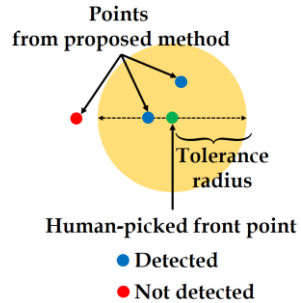 Points
from proposed method
Tolerance
radius
Human-picked front point
Detected
Not detected